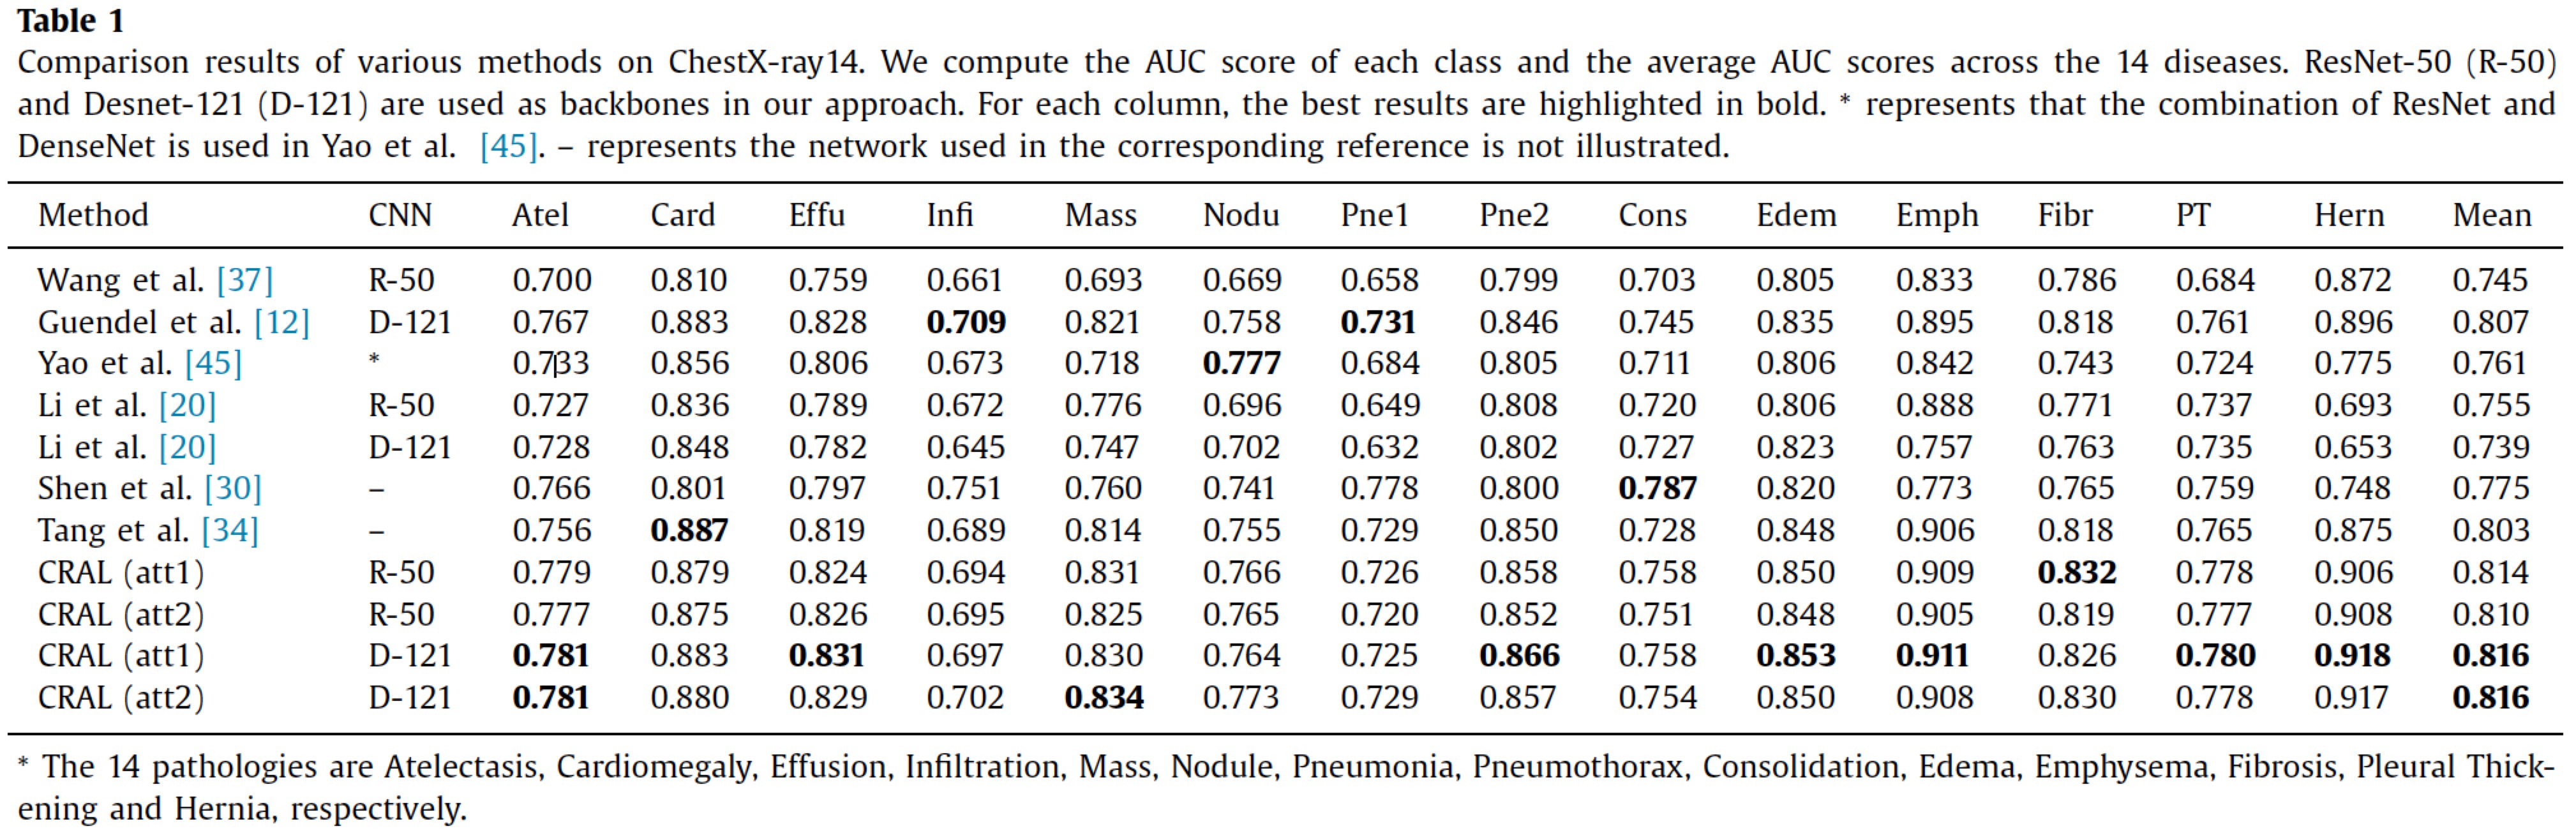 Table 1
Comparison results of various methods on ChestX-ray14. We compute the AUC score of each class and the average AUC scores across the 14 diseases. ResNet-50 (R-50)
and Desnet-121 (D-121) are used as backbones in our approach. For each column, the best results are highlighted in bold. * represents that the combination of ResNet and
DenseNet is used in Yao et al. [45]. – represents the network used in the corresponding reference is not illustrated.
Method CNN Atel Card Effu Infi Mass Nodu Pne1 Pne2 Cons Edem Emph Fibr PT Hern Mean
Wang et al. [37] R-50 0.700 0.810 0.759 0.661 0.693 0.669 0.658 0.799 0.703 0.805 0.833 0.786 0.684 0.872 0.745
Guendel et al. [12] D-121 0.767 0.883 0.828 0.709 0.821 0.758 0.731 0.846 0.745 0.835 0.895 0.818 0.761 0.896 0.807
Yao et al. [45] * 0.733 0.856 0.806 0.673 0.718 0.777 0.684 0.805 0.711 0.806 0.842 0.743 0.724 0.775 0.761
Li et al. [20] R-50 0.727 0.836 0.789 0.672 0.776 0.696 0.649 0.808 0.720 0.806 0.888 0.771 0.737 0.693 0.755
Li et al. [20] D-121 0.728 0.848 0.782 0.645 0.747 0.702 0.632 0.802 0.727 0.823 0.757 0.763 0.735 0.653 0.739
Shen et al. [30] – 0.766 0.801 0.797 0.751 0.760 0.741 0.778 0.800 0.787 0.820 0.773 0.765 0.759 0.748 0.775
Tang et al. [34] – 0.756 0.887 0.819 0.689 0.814 0.755 0.729 0.850 0.728 0.848 0.906 0.818 0.765 0.875 0.803
CRAL (att1) R-50 0.779 0.879 0.824 0.694 0.831 0.766 0.726 0.858 0.758 0.850 0.909 0.832 0.778 0.906 0.814
CRAL (att2) R-50 0.777 0.875 0.826 0.695 0.825 0.765 0.720 0.852 0.751 0.848 0.905 0.819 0.777 0.908 0.810
CRAL (att1) D-121 0.781 0.883 0.831 0.697 0.830 0.764 0.725 0.866 0.758 0.853 0.911 0.826 0.780 0.918 0.816
CRAL (att2) D-121 0.781 0.880 0.829 0.702 0.834 0.773 0.729 0.857 0.754 0.850 0.908 0.830 0.778 0.917 0.816
* The 14 pathologies are Atelectasis, Cardiomegaly, Effusion, Infiltration, Mass, Nodule, Pneumonia, Pneumothorax, Consolidation, Edema, Emphysema, Fibrosis, Pleural Thick-
ening and Hernia, respectively.